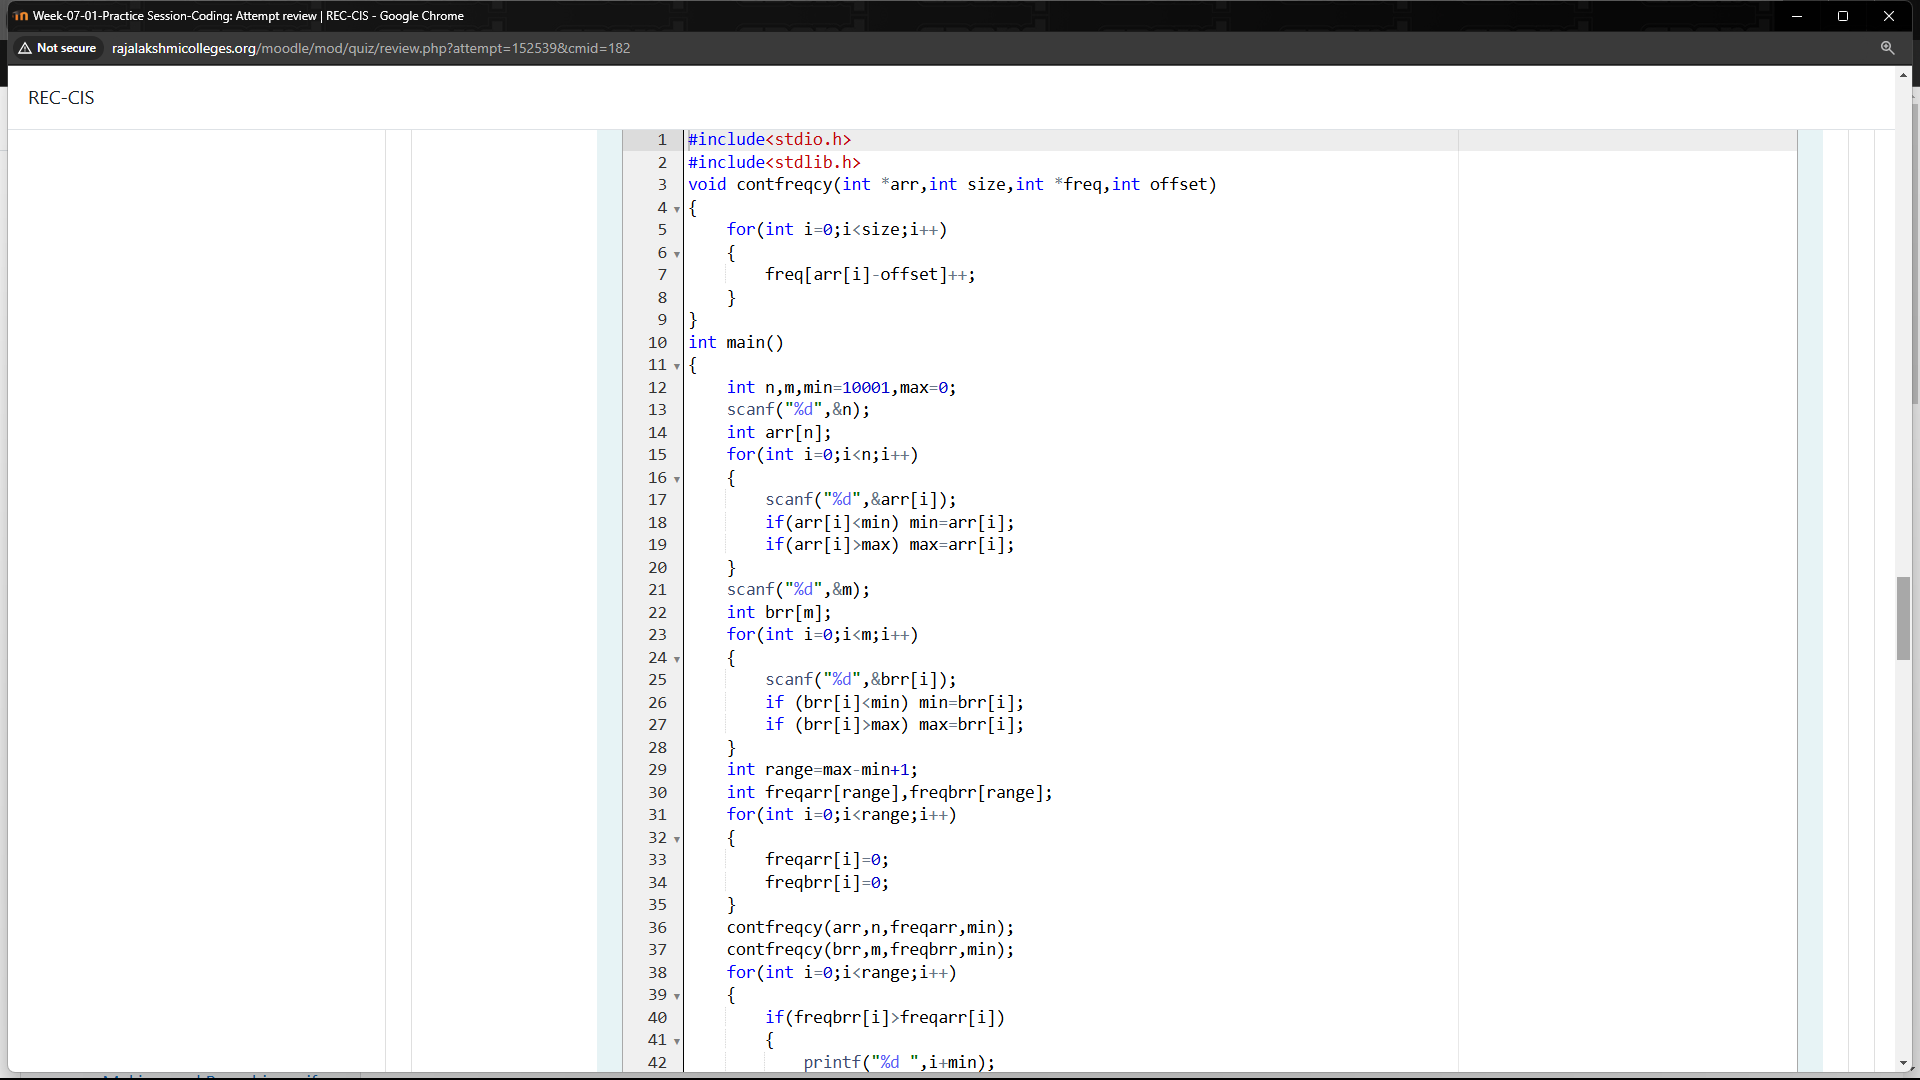 Week-07-01-Practice Session-Coding: Attempt review | REC-CIS - Google Chrome
Not secure rajalakshmicolleges.org/moodle/mod/quiz/review.php?attempt=152539&cmid=182
REC-CIS
1 #include<stdio.h>
2 #include<stdlib.h>
3 void contfreqcy(int *arr,int size,int *freq,int offset)
4 {
5     for(int i=0;i<size;i++)
6     {
7         freq[arr[i]-offset]++;
8     }
9 }
10 int main()
11 {
12     int n,m,min=10001,max=0;
13     scanf("%d",&n);
14     int arr[n];
15     for(int i=0;i<n;i++)
16     {
17         scanf("%d",&arr[i]);
18         if(arr[i]<min) min=arr[i];
19         if(arr[i]>max) max=arr[i];
20     }
21     scanf("%d",&m);
22     int brr[m];
23     for(int i=0;i<m;i++)
24     {
25         scanf("%d",&brr[i]);
26         if (brr[i]<min) min=brr[i];
27         if (brr[i]>max) max=brr[i];
28     }
29     int range=max-min+1;
30     int freqarr[range],freqbrr[range];
31     for(int i=0;i<range;i++)
32     {
33         freqarr[i]=0;
34         freqbrr[i]=0;
35     }
36     contfreqcy(arr,n,freqarr,min);
37     contfreqcy(brr,m,freqbrr,min);
38     for(int i=0;i<range;i++)
39     {
40         if(freqbrr[i]>freqarr[i])
41         {
42             printf("%d ",i+min);